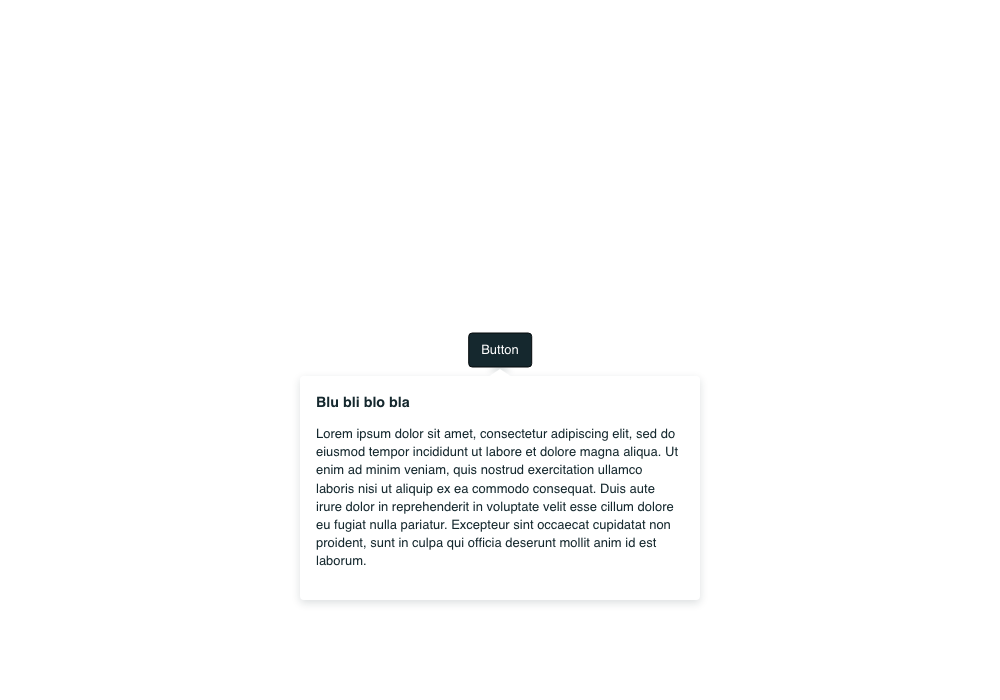 Button
Blu bli blo bla
Lorem ipsum dolor sit amet, consectetur adipiscing elit, sed do
eiusmod tempor incididunt ut labore et dolore magna aliqua. Ut
enim ad minim veniam, quis nostrud exercitation ullamco
laboris nisi ut aliquip ex ea commodo consequat. Duis aute
irure dolor in reprehenderit in voluptate velit esse cillum dolore
eu fugiat nulla pariatur. Excepteur sint occaecat cupidatat non
proident, sunt in culpa qui officia deserunt mollit anim id est
laborum.